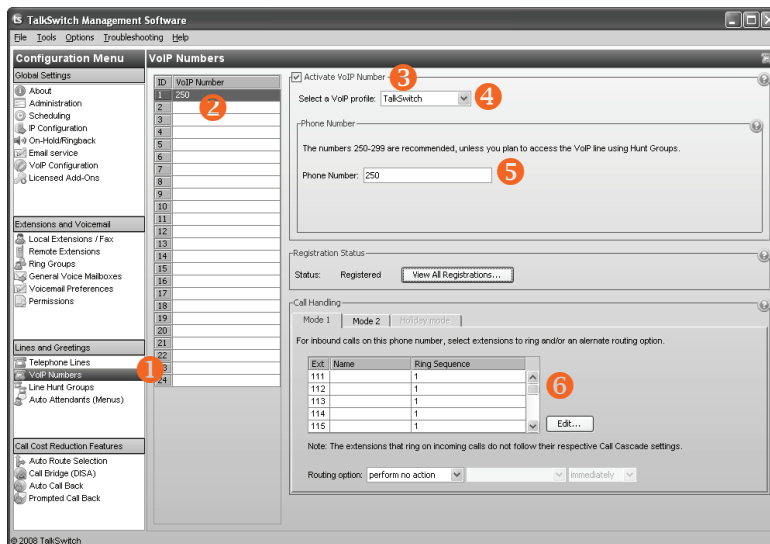 ts TalkSwitch Management Software
File Tools Options Troubleshooting Help
Configuration Menu
Global Settings
About
Administration
Scheduling
IP Configuration
On-Hold/Ringback
Email service
VoIP Configuration
Licensed Add-Ons
Extensions and Voicemail
Local Extensions / Fax
Remote Extensions
Ring Groups
General Voice Mailboxes
Voicemail Preferences
Permissions
Lines and Greetings
Telephone Lines
VoIP Numbers
1
Line Hunt Groups
Auto Attendants (Menus)
Call Cost Reduction Features
Auto Route Selection
Call Bridge (DISA)
Auto Call Back
Prompted Call Back
© 2008 TalkSwitch
VoIP Numbers
ID VoIP Number
1 250
2
2
3
4
5
6
7
8
9
10
11
12
13
14
15
16
17
18
19
20
21
22
24
Activate VoIP Number
3
Select a VoIP profile: TalkSwitch
4
Phone Number
The numbers 250-299 are recommended, unless you plan to access the VoIP line using Hunt Groups.
Phone Number: 250
5
Registration Status
Status: Registered View All Registrations...
Call Handling
Mode 1 Mode 2 Holiday mode
For inbound calls on this phone number, select extensions to ring and/or an alernate routing option.
Ext Name Ring Sequence
111 1
112 1
113 1
114 1
115 1
6
Edit...
Note: The extensions that ring on incoming calls do not follow their respective Call Cascade settings.
Routing option: perform no action immediately